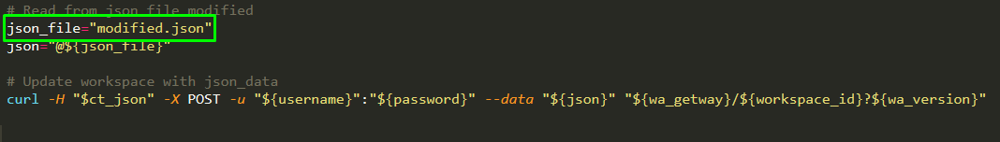 # Read from json file modified
json_file="modified.json"
json="@${json_file}"
# Update workspace with json_data
curl -H "$ct_json" -X POST -u "${username}":"${password}" --data "${json}" "${wa_getway}/${workspace_id}?${wa_version}"